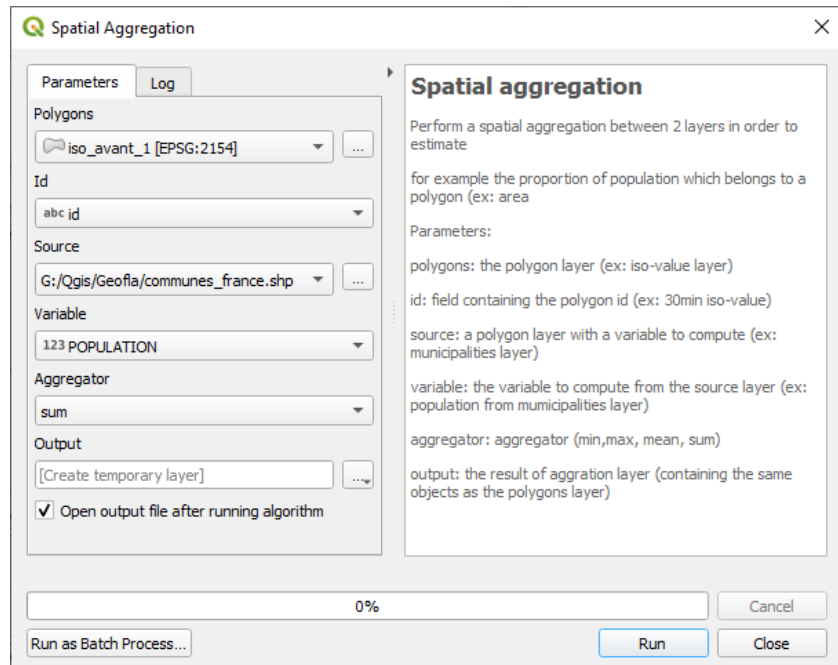 Spatial Aggregation
Parameters
Log
Polygons
iso_avant_1 [EPSG:2154]
...
Id
abc id
Source
G:/Qgis/Geofla/communes_france.shp
...
Variable
123 POPULATION
Aggregator
sum
Output
[Create temporary layer]
...
Open output file after running algorithm
Spatial aggregation
Perform a spatial aggregation between 2 layers in order to
estimate
for example the proportion of population which belongs to a
polygon (ex: area
Parameters:
polygons: the polygon layer (ex: iso-value layer)
id: field containing the polygon id (ex: 30min iso-value)
source: a polygon layer with a variable to compute (ex:
municipalities layer)
variable: the variable to compute from the source layer (ex:
population from mumicipalities layer)
aggregator: aggregator (min,max, mean, sum)
output: the result of aggration layer (containing the same
objects as the polygons layer)
0%
Cancel
Run as Batch Process...
Run
Close